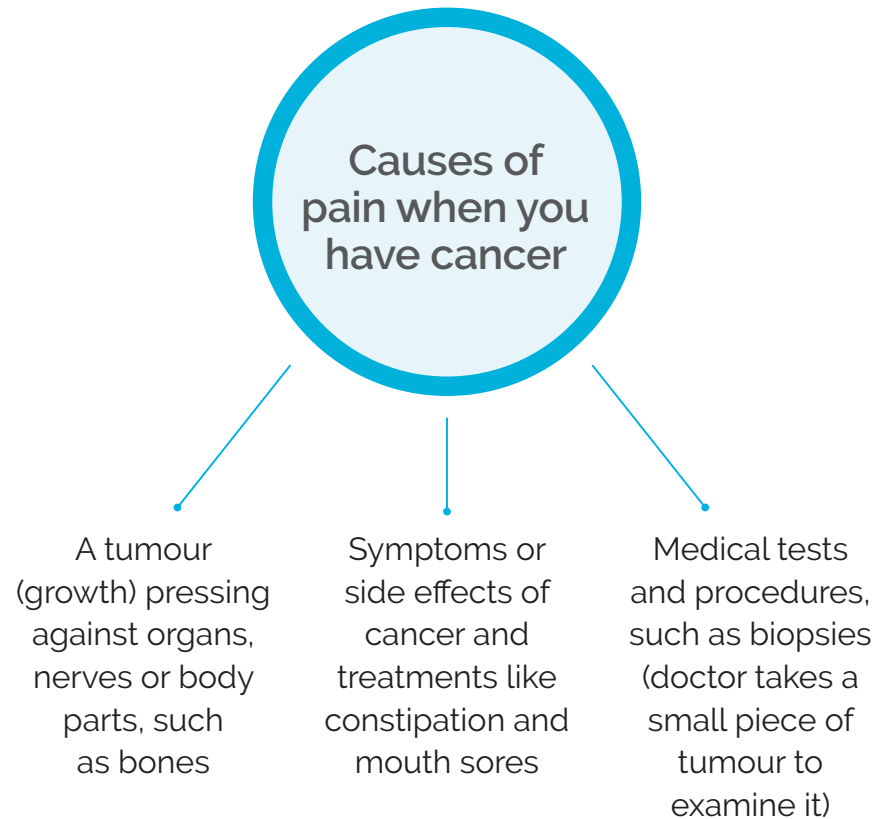 Causes of
pain when you
have cancer
A tumour
(growth) pressing
against organs,
nerves or body
parts, such
as bones
Symptoms or
side effects of
cancer and
treatments like
constipation and
mouth sores
Medical tests
and procedures,
such as biopsies
(doctor takes a
small piece of
tumour to
examine it)